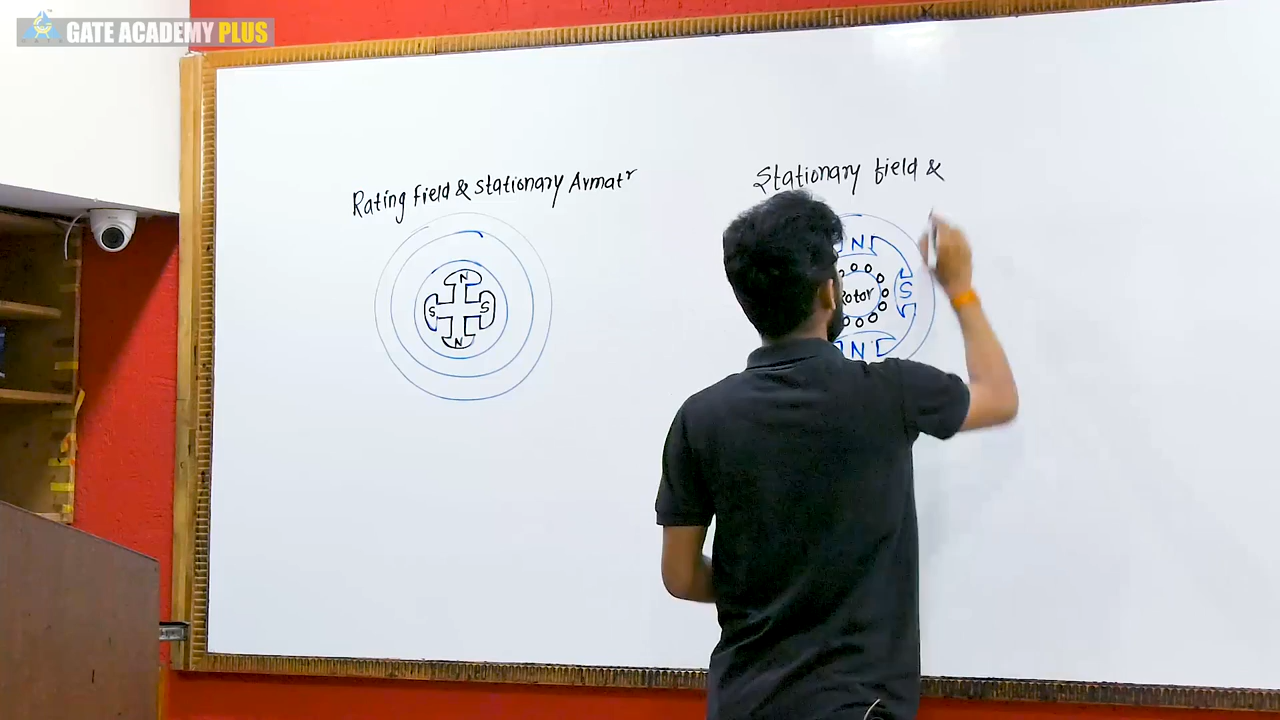 GATE ACADEMY PLUS
Rating field & stationary Armatr
N
S
S
N
Stationary field &
N
S
Rotor
N